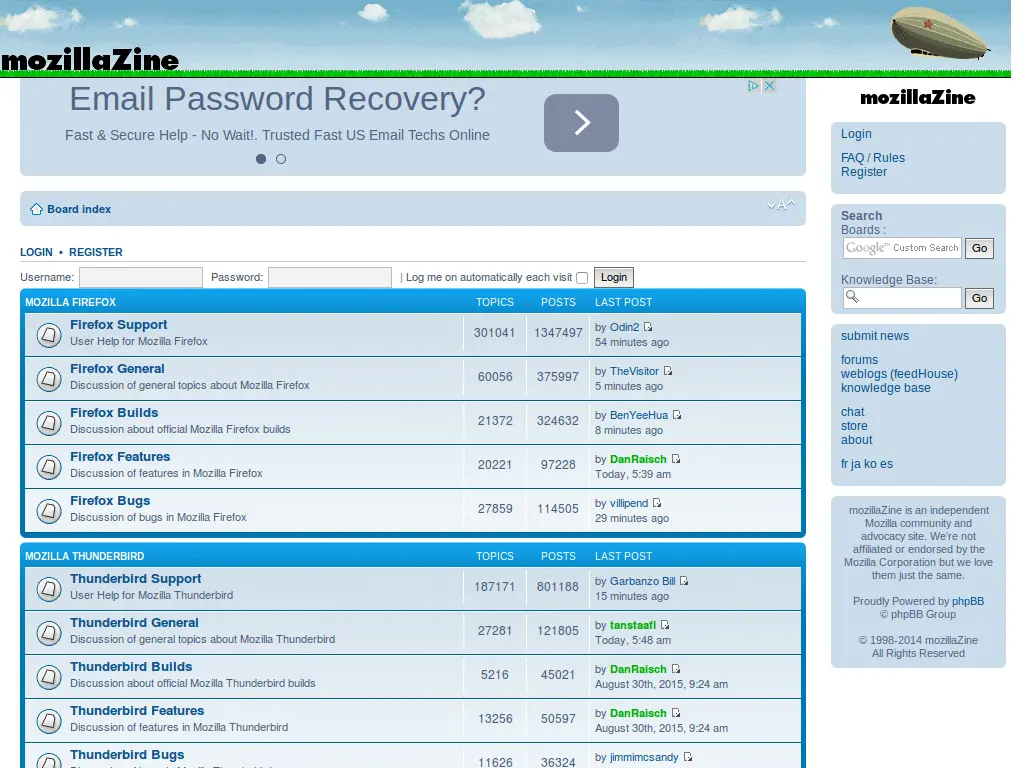 mozillaZine
Email Password Recovery?
Fast & Secure Help - No Wait!. Trusted Fast US Email Techs Online
Board index
A
LOGIN • REGISTER
Username: Password: | Log me on automatically each visit Login
MOZILLA FIREFOX TOPICS POSTS LAST POST
Firefox Support
User Help for Mozilla Firefox
301041 1347497
by Odin2
54 minutes ago
Firefox General
Discussion of general topics about Mozilla Firefox
60056 375997
by TheVisitor
5 minutes ago
Firefox Builds
Discussion about official Mozilla Firefox builds
21372 324632
by BenYeeHua
8 minutes ago
Firefox Features
Discussion of features in Mozilla Firefox
20221 97228
by DanRaisch
Today, 5:39 am
Firefox Bugs
Discussion of bugs in Mozilla Firefox
27859 114505
by villipend
29 minutes ago
MOZILLA THUNDERBIRD TOPICS POSTS LAST POST
Thunderbird Support
User Help for Mozilla Thunderbird
187171 801188
by Garbanzo Bill
15 minutes ago
Thunderbird General
Discussion of general topics about Mozilla Thunderbird
27281 121805
by tanstaafl
Today, 5:48 am
Thunderbird Builds
Discussion about official Mozilla Thunderbird builds
5216 45021
by DanRaisch
August 30th, 2015, 9:24 am
Thunderbird Features
Discussion of features in Mozilla Thunderbird
13256 50597
by DanRaisch
August 30th, 2015, 9:24 am
Thunderbird Bugs
11626 36324
by jimmimcsandy
mozillaZine
Login
FAQ / Rules
Register
Search
Boards :
Google™ Custom Search Go
Knowledge Base:
Go
submit news
forums
weblogs (feedHouse)
knowledge base
chat
store
about
fr ja ko es
mozillaZine is an independent
Mozilla community and
advocacy site. We're not
affiliated or endorsed by the
Mozilla Corporation but we love
them just the same.
Proudly Powered by phpBB
© phpBB Group
© 1998-2014 mozillaZine
All Rights Reserved